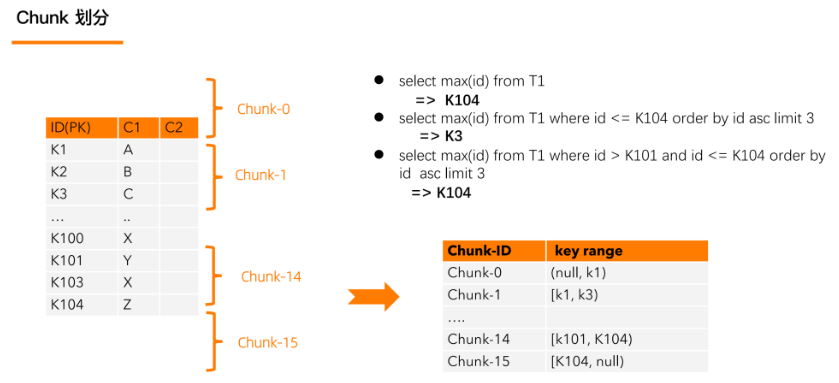 Chunk 划分
● select max(id) from T1
=> K104
● select max(id) from T1 where id <= K104 order by id asc limit 3
=> K3
● select max(id) from T1 where id > K101 and id <= K104 order by
id asc limit 3
=> K104
ID(PK) C1 C2
K1 A
K2 B
K3 C
... ..
K100 X
K101 Y
K103 X
K104 Z
Chunk-0
Chunk-1
Chunk-14
Chunk-15
Chunk-ID key range
Chunk-0 (null, k1)
Chunk-1 [k1, k3)
....
Chunk-14 [k101, K104)
Chunk-15 [K104, null)